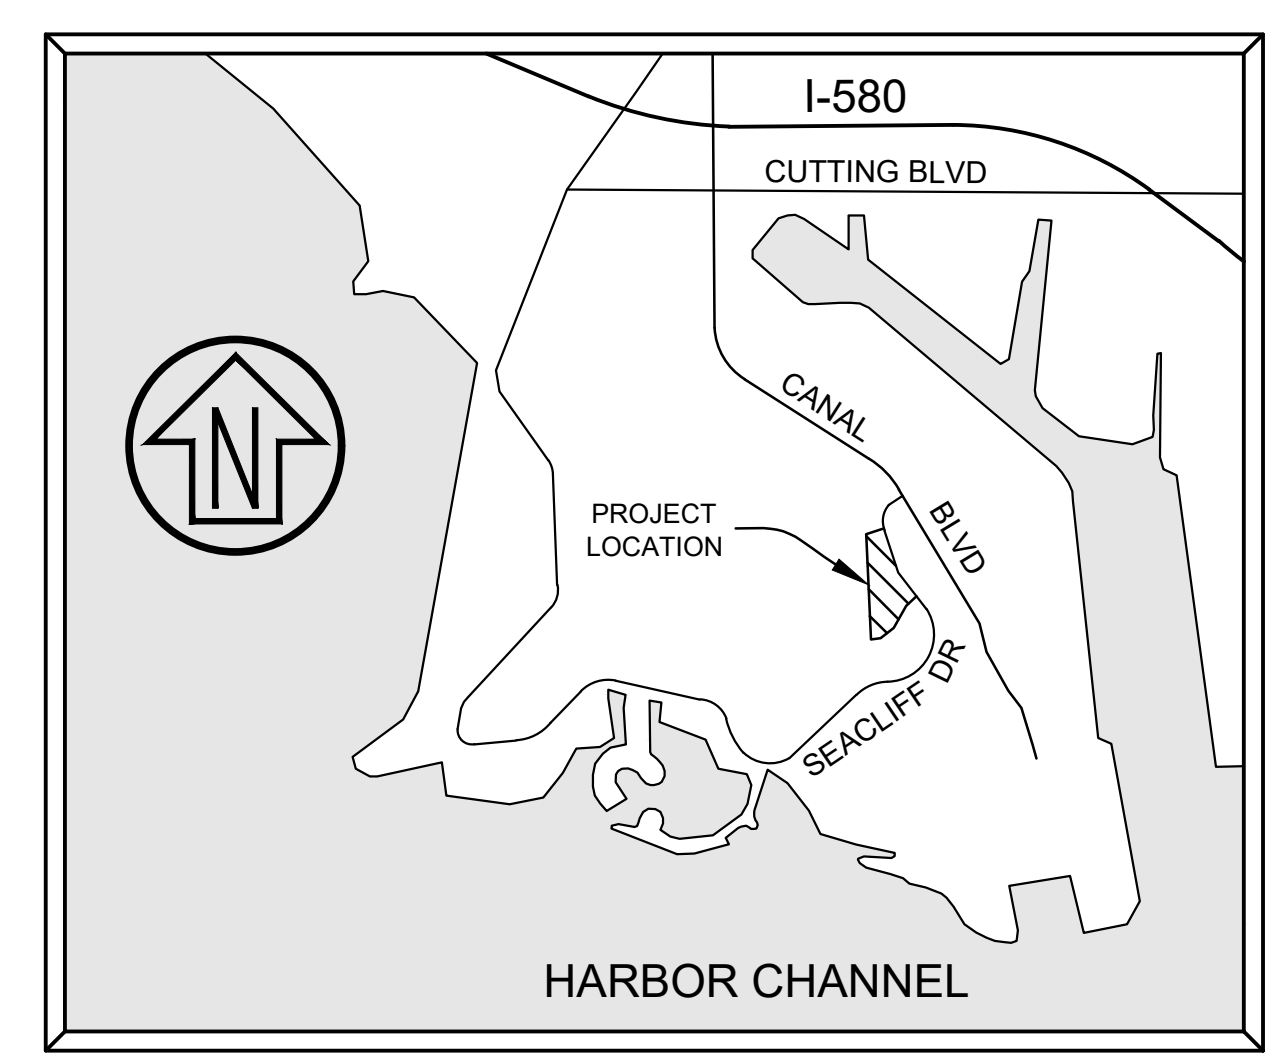 I-580
CUTTING BLVD
CANAL
BLVD
PROJECT
LOCATION
SEACLIFF DR
N
HARBOR CHANNEL